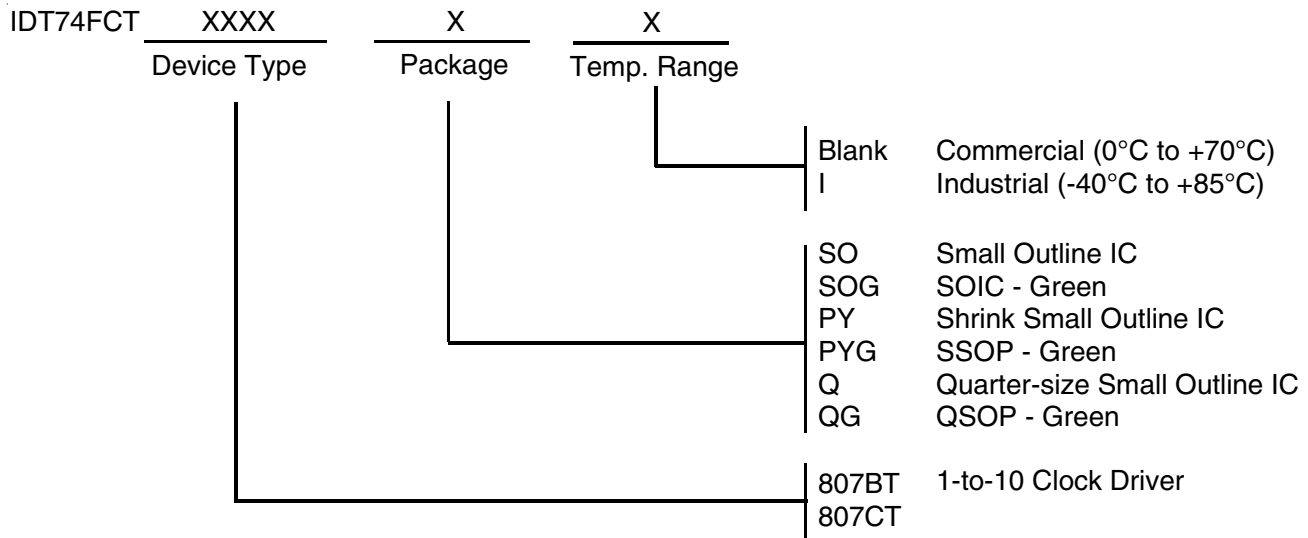 IDT74FCT XXXX X X
Device Type Package Temp. Range
Blank Commercial (0°C to +70°C)
I Industrial (-40°C to +85°C)
SO Small Outline IC
SOG SOIC - Green
PY Shrink Small Outline IC
PYG SSOP - Green
Q Quarter-size Small Outline IC
QG QSOP - Green
807BT 1-to-10 Clock Driver
807CT